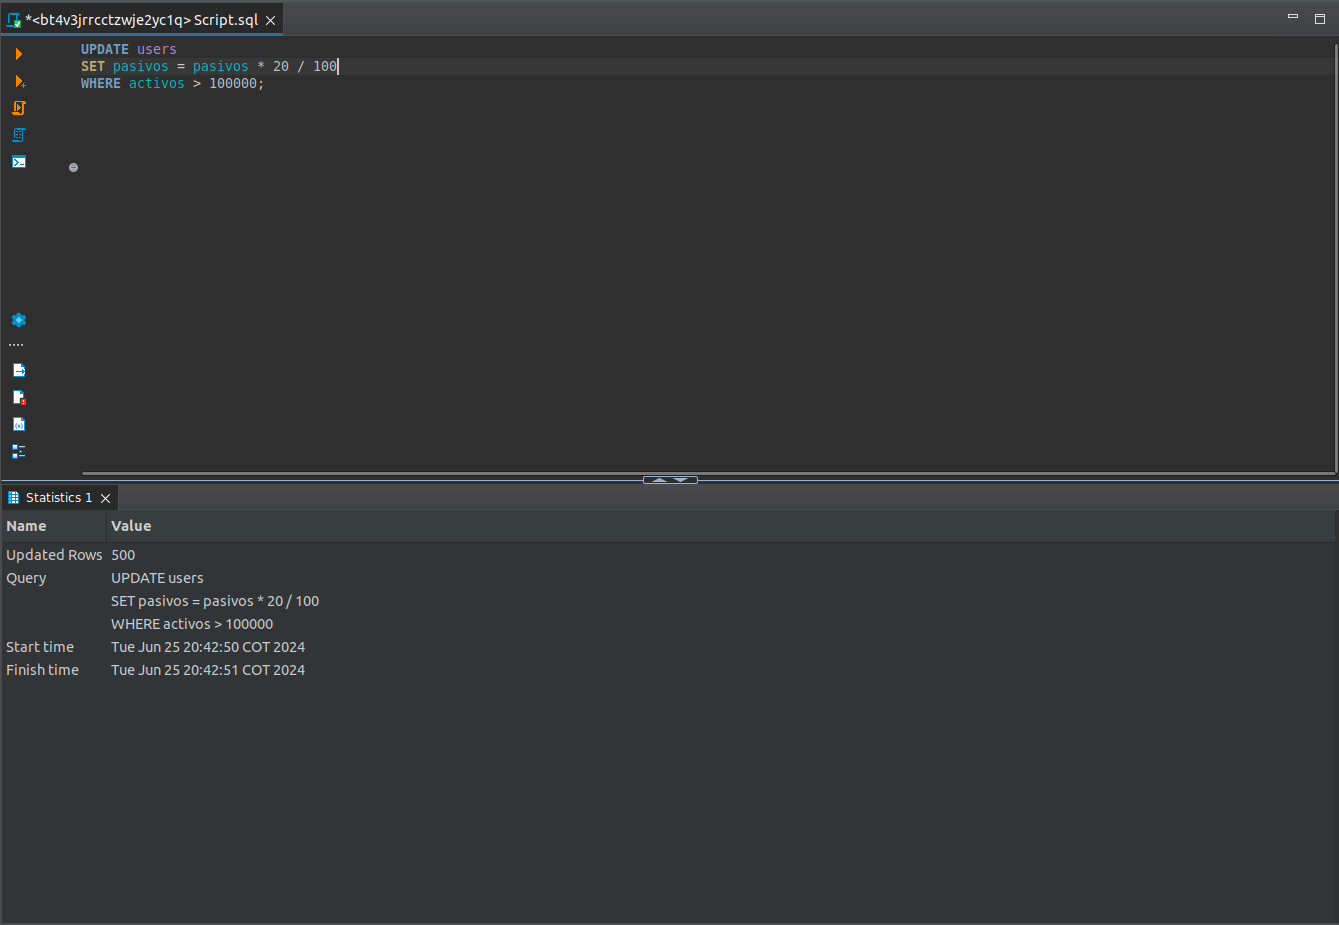 *<bt4v3jrrcctzwje2yc1q> Script.sql
UPDATE users
SET pasivos = pasivos * 20 / 100
WHERE activos > 100000;
Statistics 1
Name Value
Updated Rows 500
Query UPDATE users
SET pasivos = pasivos * 20 / 100
WHERE activos > 100000
Start time Tue Jun 25 20:42:50 COT 2024
Finish time Tue Jun 25 20:42:51 COT 2024